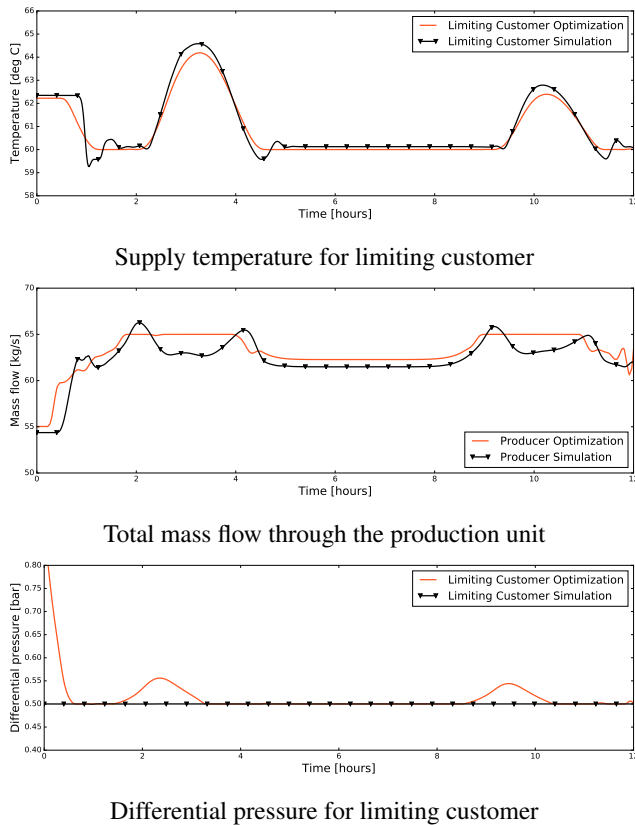 66
65
64
63
62
61
60
59
58
Temperature [deg C]
Limiting Customer Optimization
Limiting Customer Simulation
0 2 4 6 8 10 12
Time [hours]
Supply temperature for limiting customer
70
65
60
55
50
Mass flow [kg/s]
Producer Optimization
Producer Simulation
0 2 4 6 8 10 12
Time [hours]
Total mass flow through the production unit
0.80
0.75
0.70
0.65
0.60
0.55
0.50
0.45
0.40
Differential pressure [bar]
Limiting Customer Optimization
Limiting Customer Simulation
0 2 4 6 8 10 12
Time [hours]
Differential pressure for limiting customer